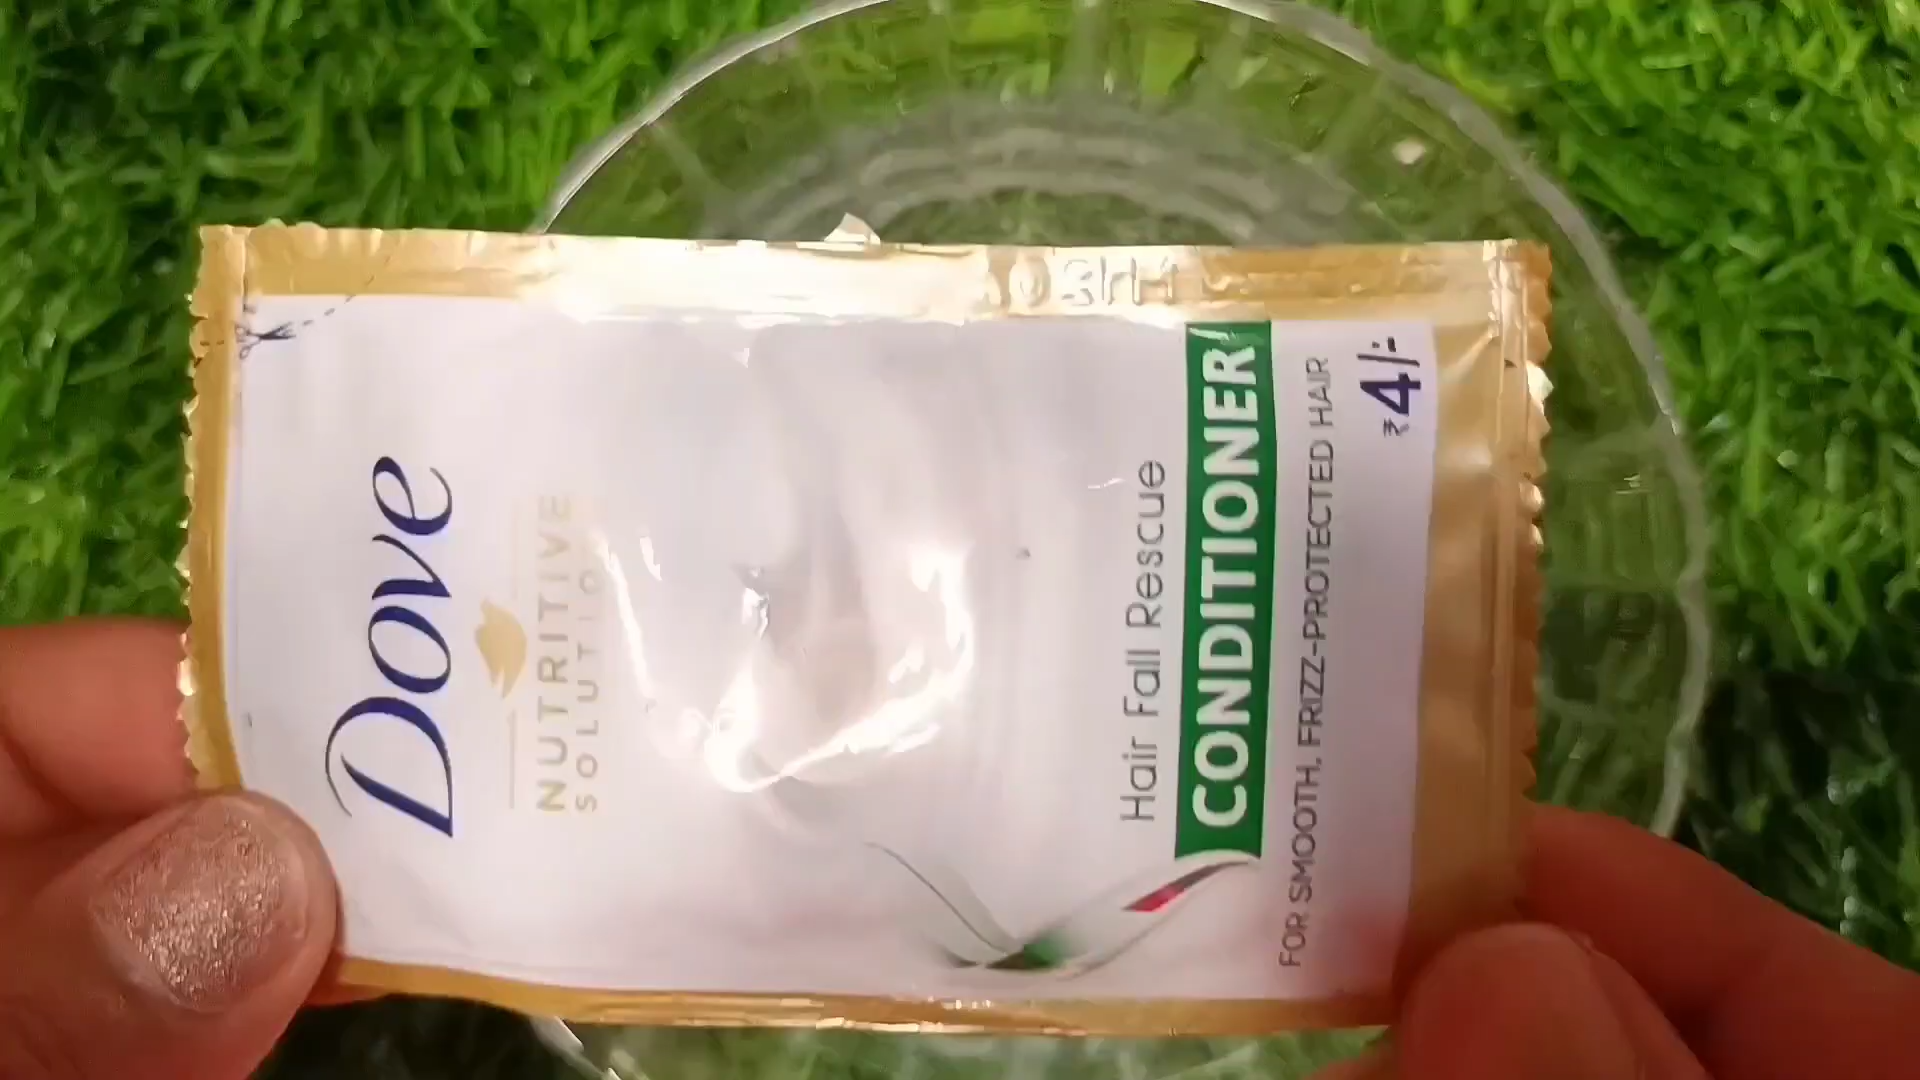 Dove
NUTRITIVE
SOLUTIONS
Hair Fall Rescue
CONDITIONER
FOR SMOOTH, FRIZZ-PROTECTED HAIR
₹4/-